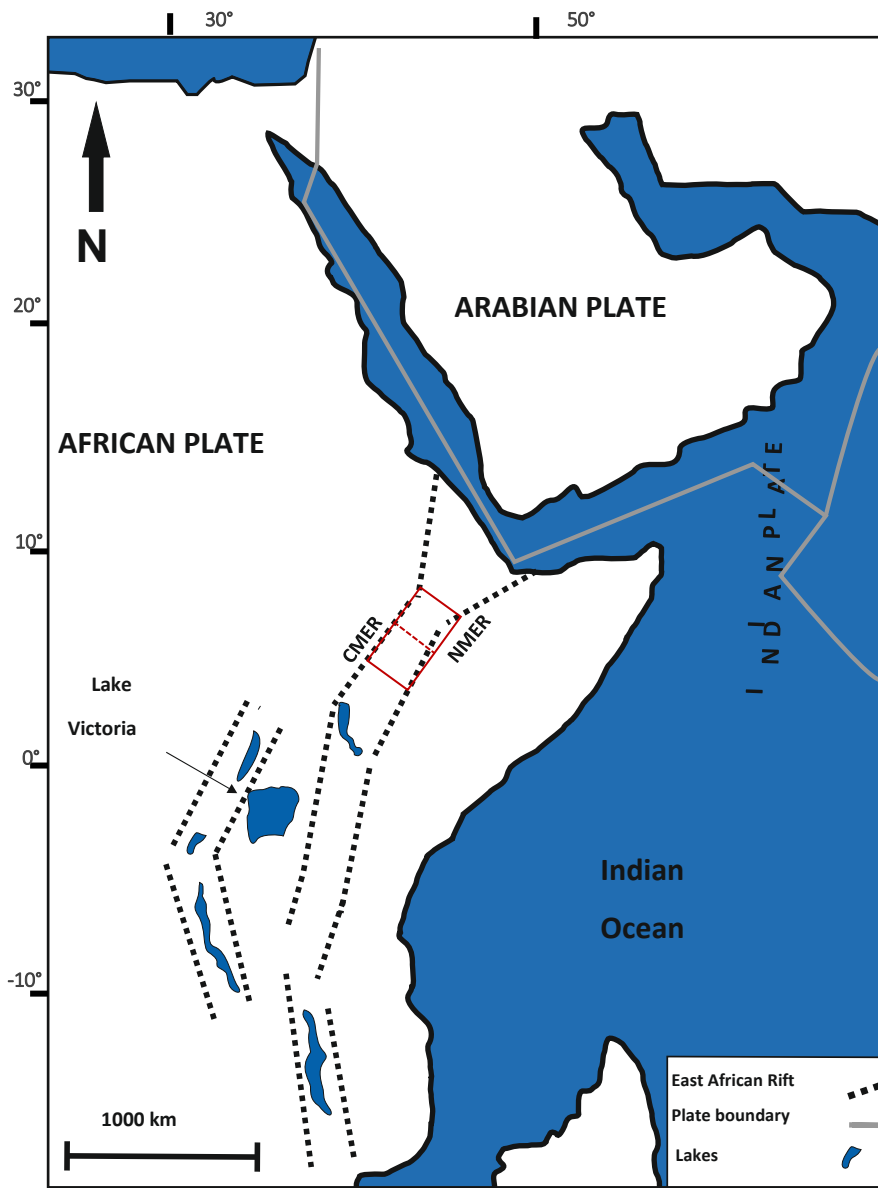 30° 50°
30°
N
20°
ARABIAN PLATE
AFRICAN PLATE
INDIAN PLATE
10°
CMER
NMER
Lake
Victoria
0°
Indian
Ocean
-10°
1000 km
East African Rift
Plate boundary
Lakes